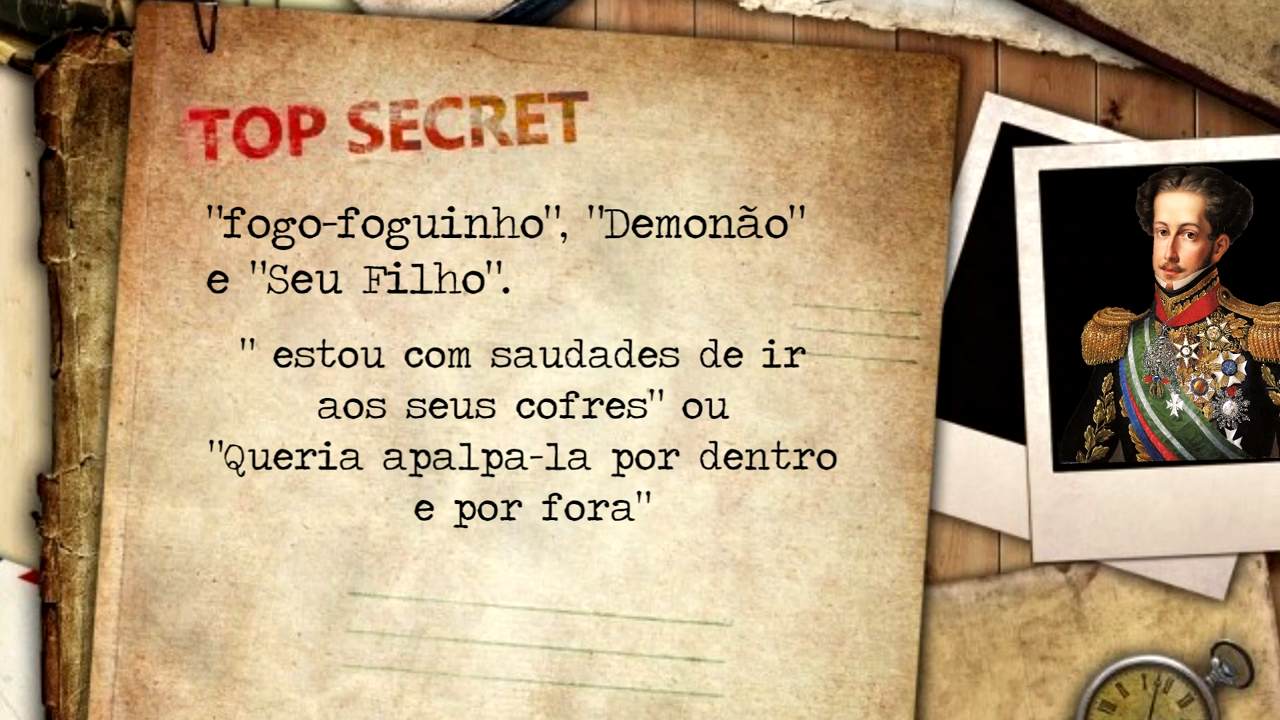 TOP SECRET
"fogo-foguinho", "Demonão"
e "Seu Filho".
" estou com saudades de ir
aos seus cofres" ou
"Queria apalpa-la por dentro
e por fora"